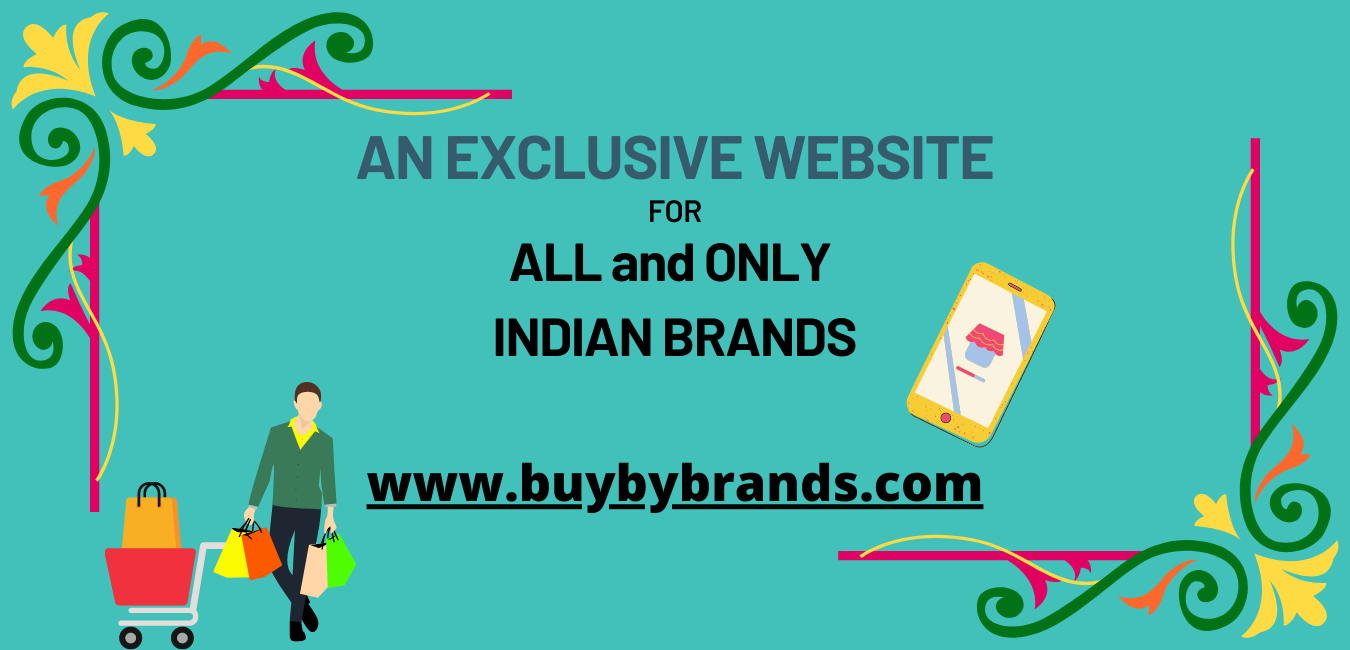 AN EXCLUSIVE WEBSITE
FOR
ALL and ONLY
INDIAN BRANDS
www.buybybrands.com